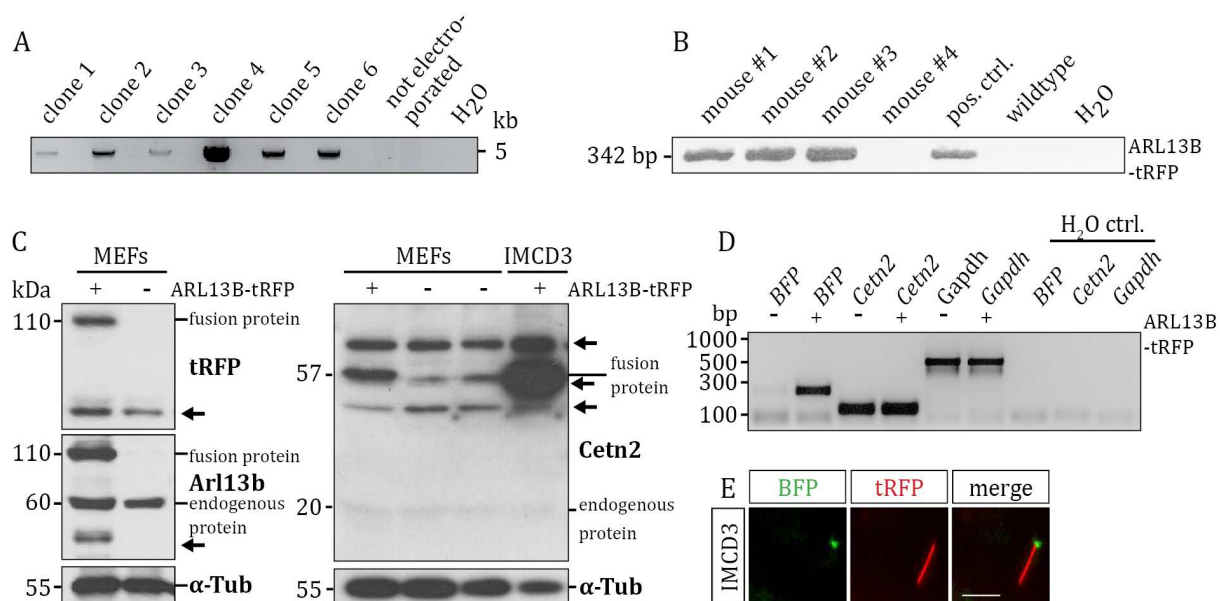 A
clone 1
clone 2
clone 3
clone 4
clone 5
clone 6
not electro-
porated
H2O
kb
5
B
mouse #1
mouse #2
mouse #3
mouse #4
pos. ctrl.
wildtype
H₂O
342 bp
ARL13B
-tRFP
C
MEFs
kDa
+ - ARL13B-tRFP
110 fusion protein
tRFP
110 fusion protein
Arl13b
60 endogenous
protein
55 α-Tub
MEFs IMCD3
+ - - + ARL13B-tRFP
57 fusion
protein
Cetn2
20 endogenous
protein
55 α-Tub
D
H₂O ctrl.
BFP BFP Cetn2 Cetn2 Gapdh Gapdh BFP Cetn2 Gapdh
bp - + - + - + ARL13B
-tRFP
1000
500
300
100
E
BFP tRFP merge
IMCD3